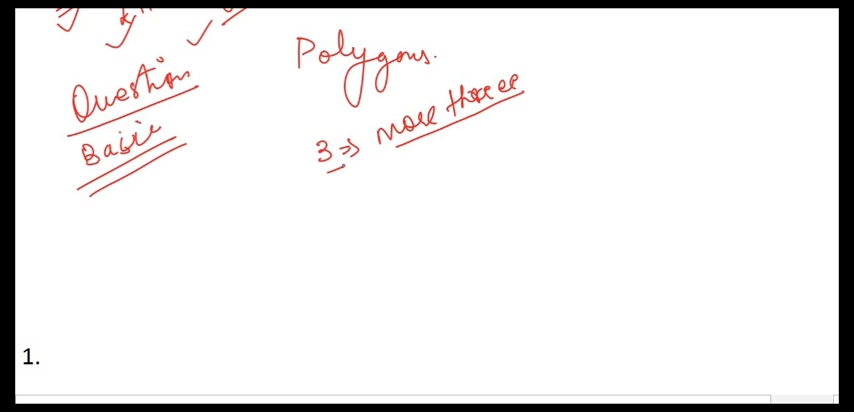 Polygons.
Question
Basic
3 ⇒ more three
1.